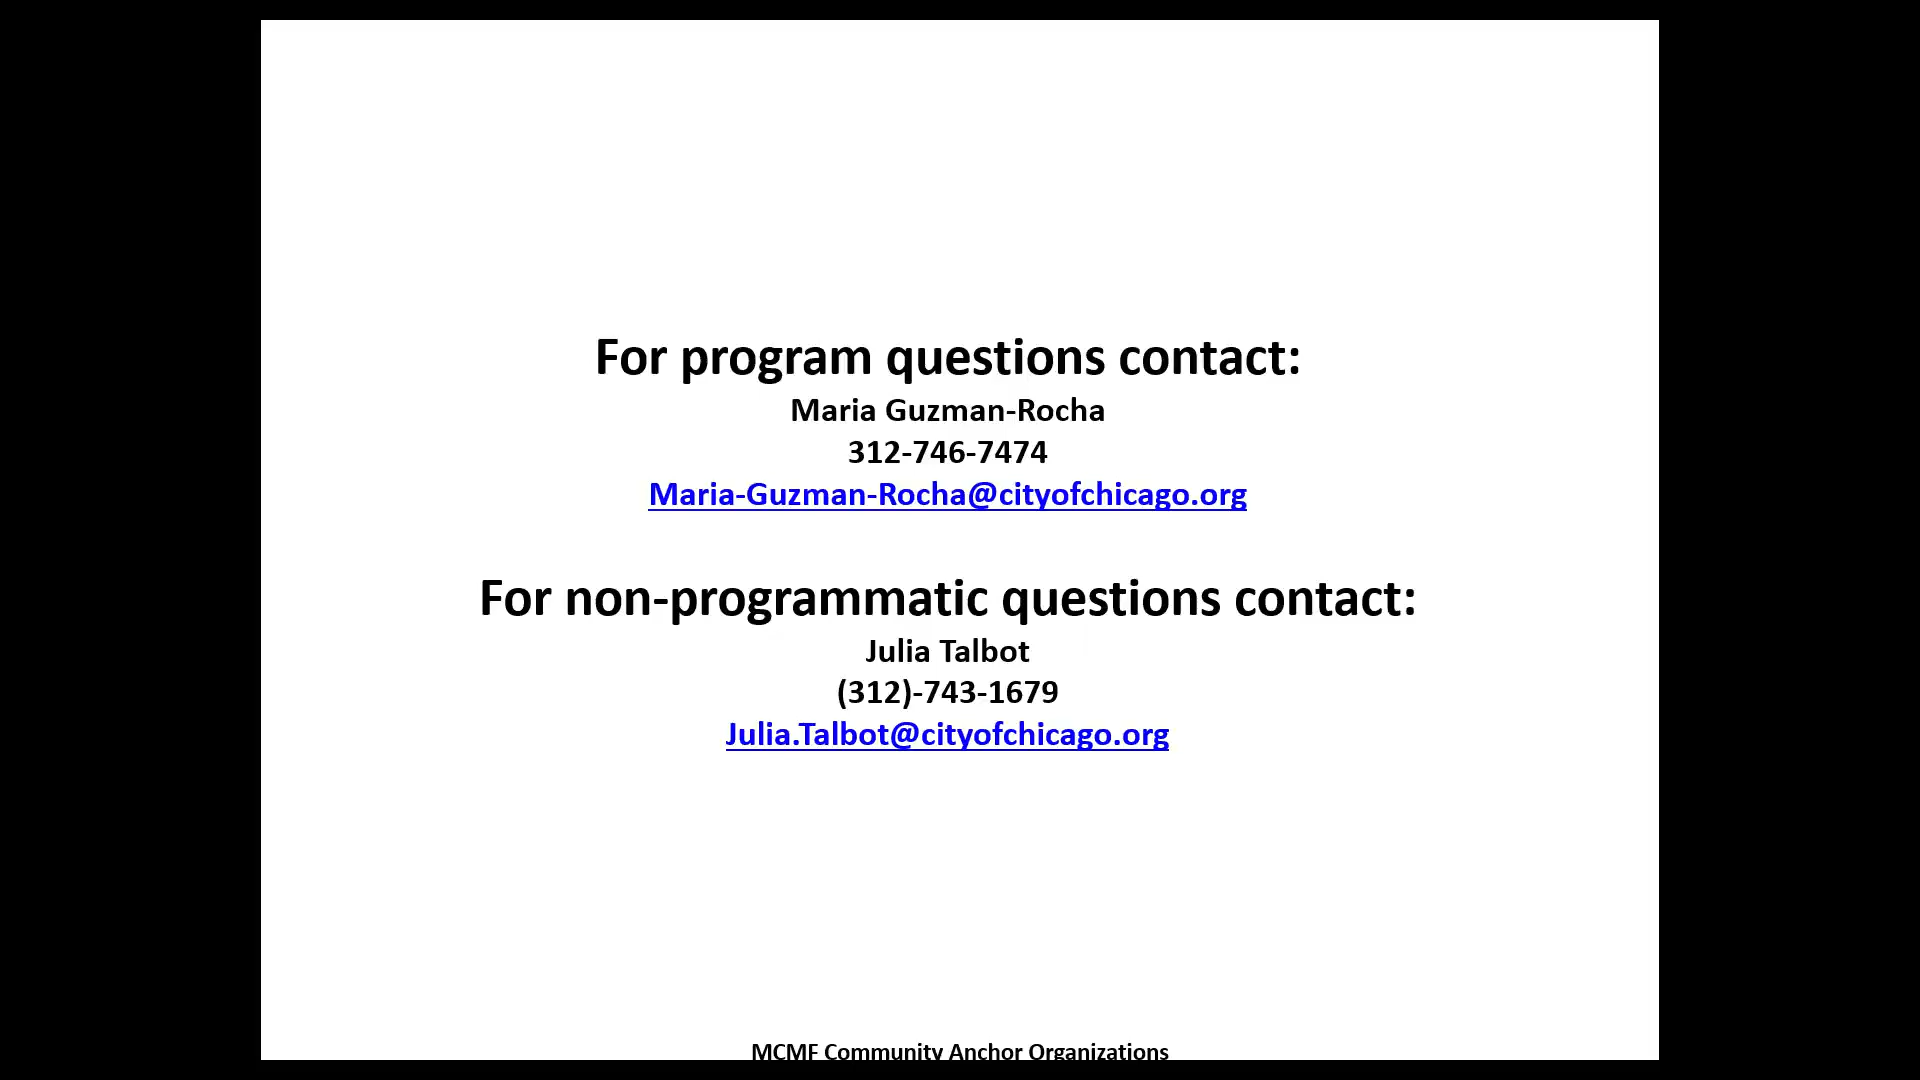 For program questions contact:
Maria Guzman-Rocha
312-746-7474
Maria-Guzman-Rocha@cityofchicago.org
For non-programmatic questions contact:
Julia Talbot
(312)-743-1679
Julia.Talbot@cityofchicago.org
MCMF Community Anchor Organizations